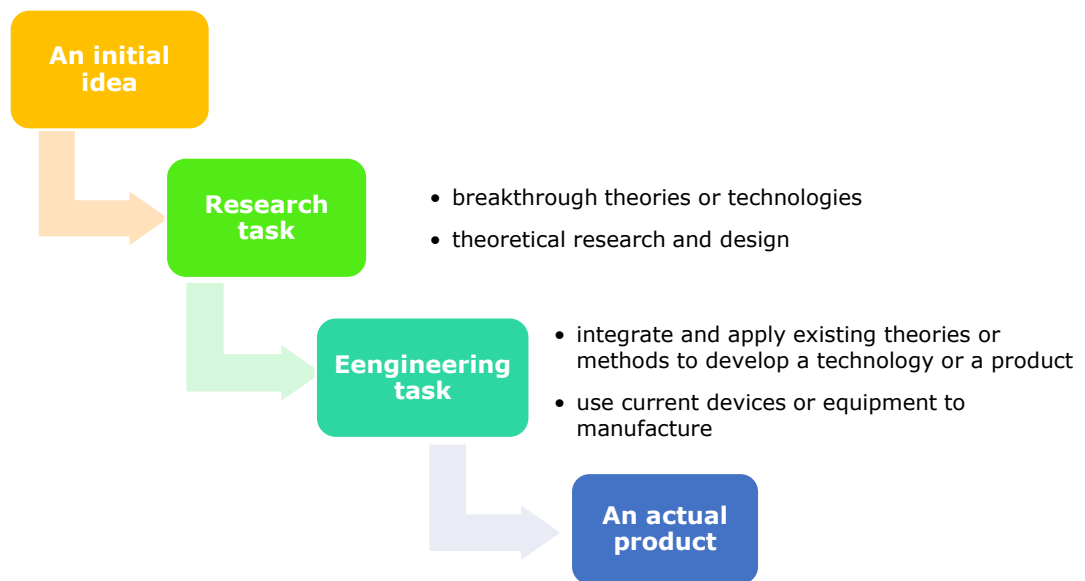 An initial
idea
Research
task
• breakthrough theories or technologies
• theoretical research and design
Eengineering
task
• integrate and apply existing theories or
methods to develop a technology or a product
• use current devices or equipment to
manufacture
An actual
product